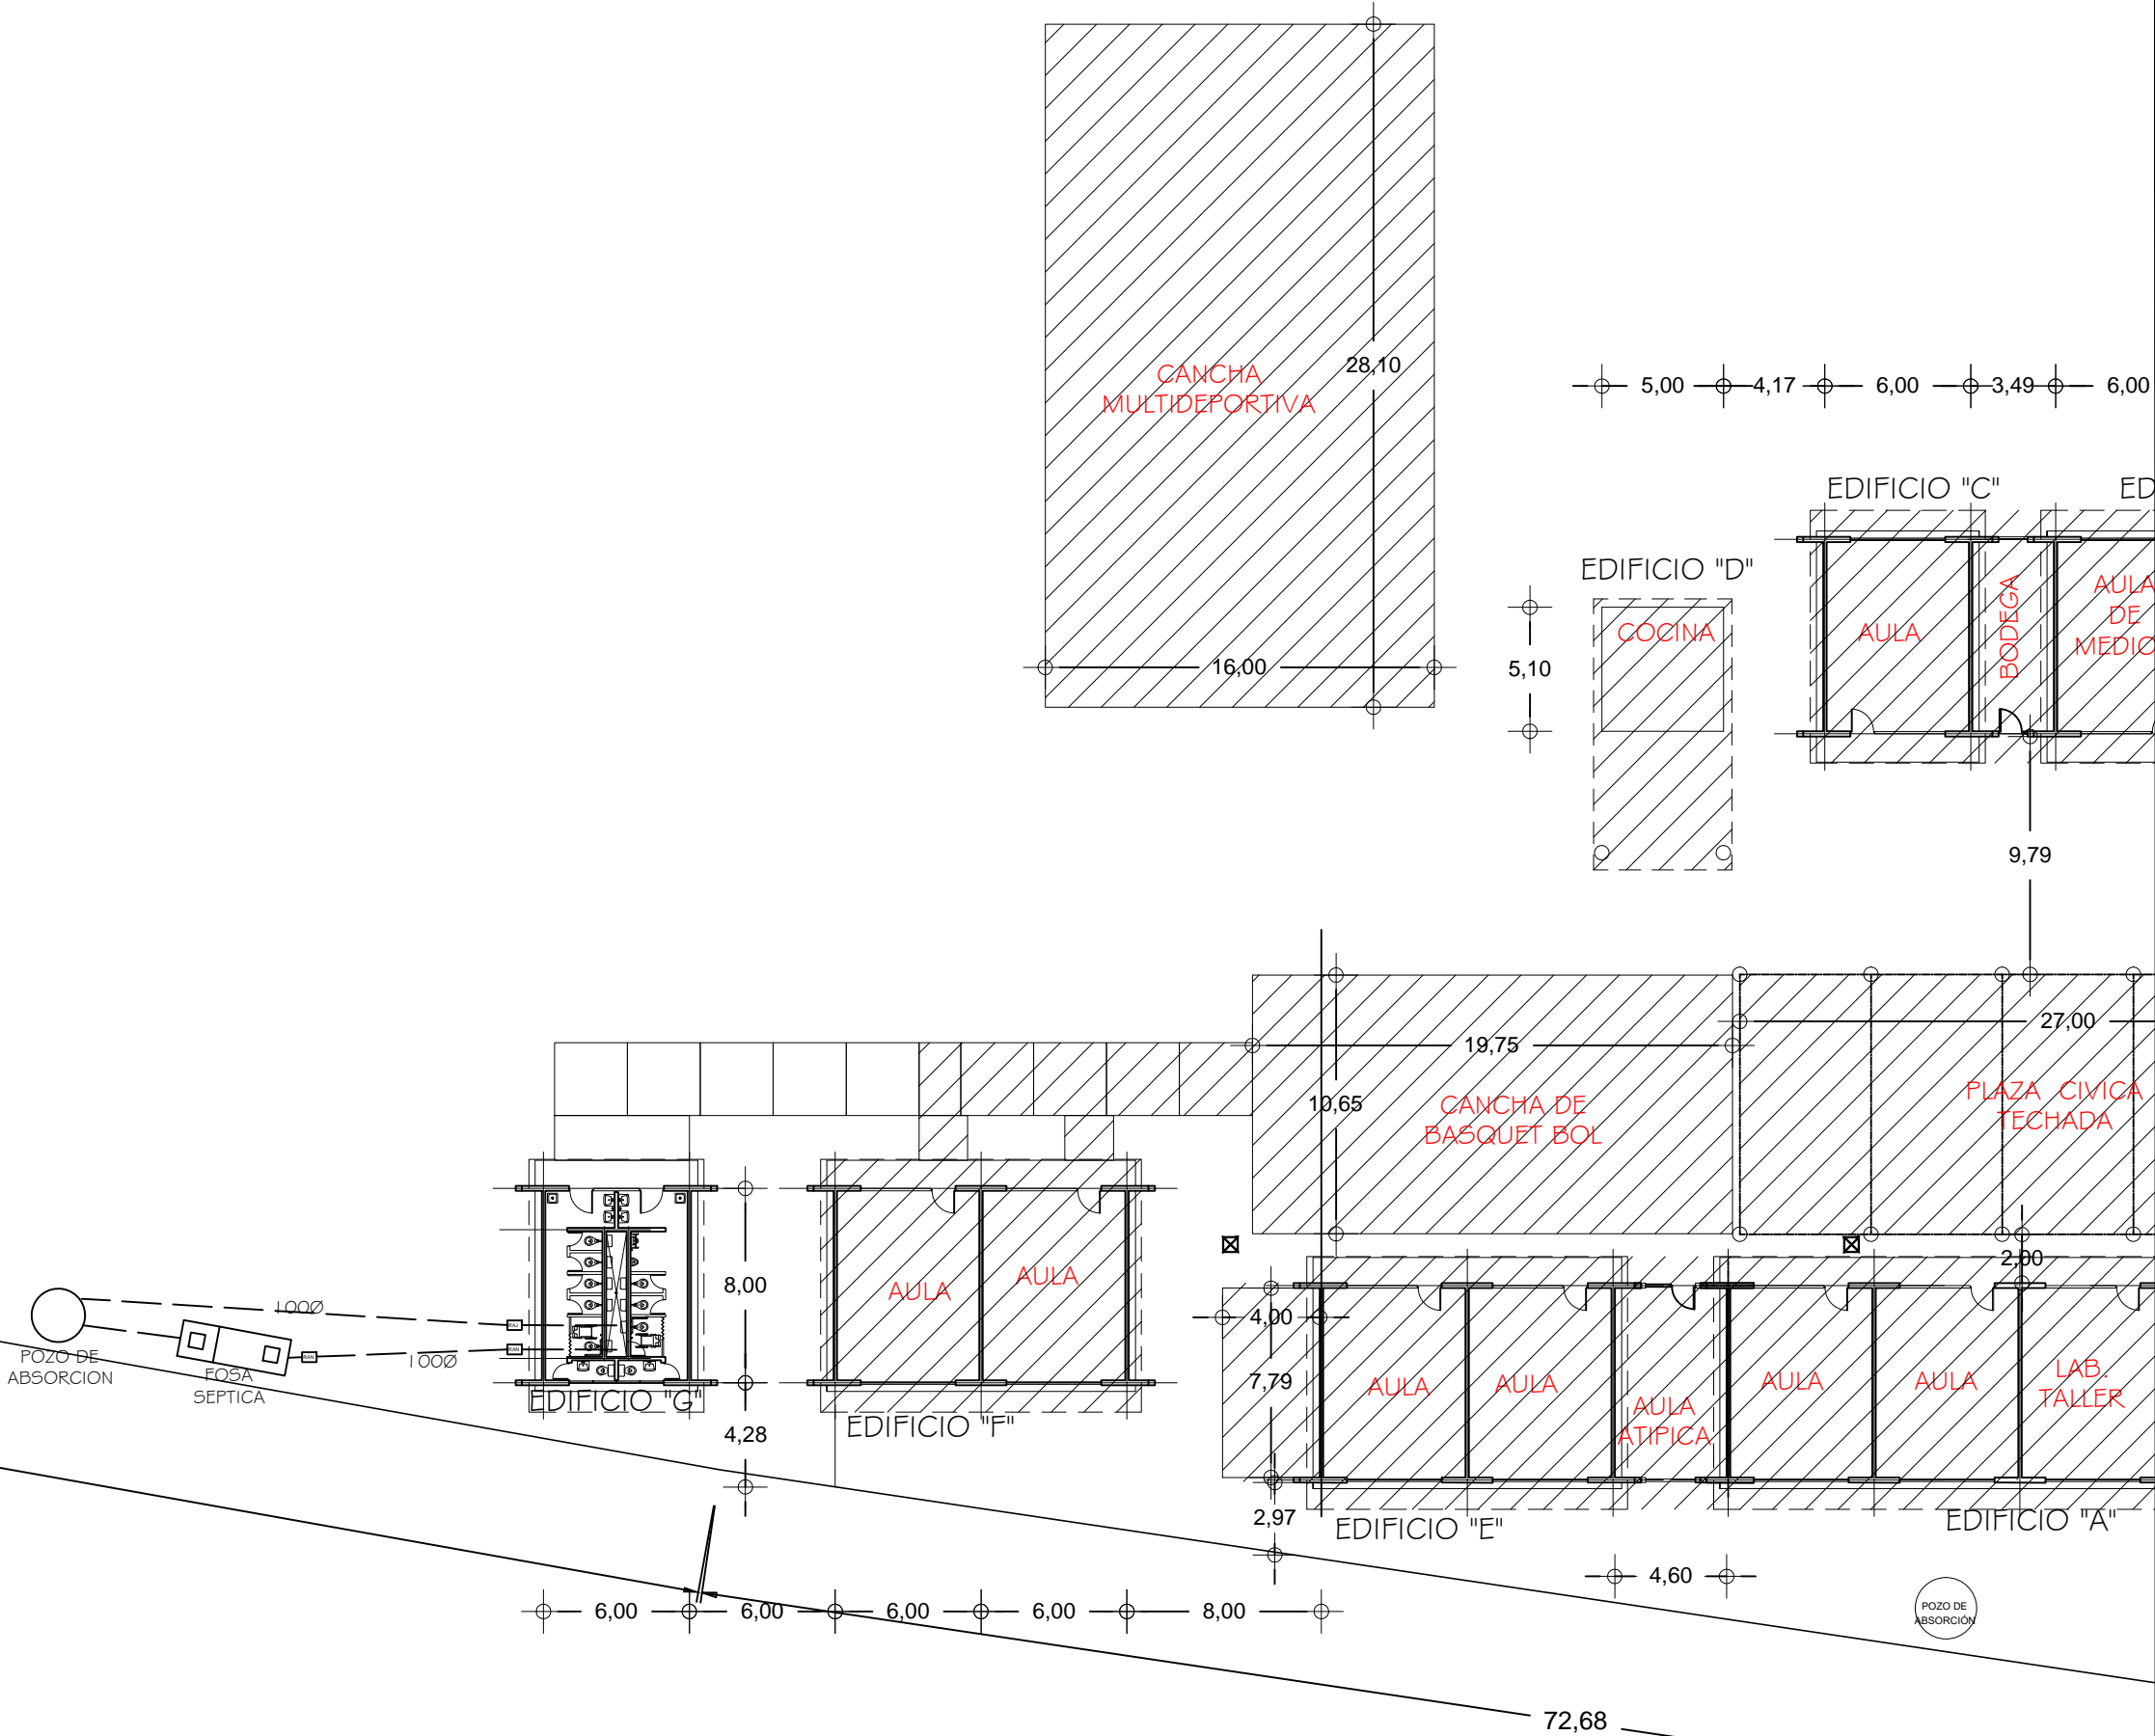 28,10
CANCHA
MULTIDEPORTIVA
16,00
5,00
4,17
6,00
3,49
6,00
EDIFICIO "C"
ED
EDIFICIO "D"
COCINA
5,10
AULA
BODEGA
AULA
DE
MEDIO
9,79
27,00
19,75
10,65
CANCHA DE
BASQUET BOL
PLAZA CIVICA
TECHADA
2,00
8,00
AULA
AULA
4,00
7,79
AULA
AULA
AULA
ATIPICA
AULA
AULA
LAB.
TALLER
100Ø
100Ø
POZO DE
ABSORCION
FOSA
SEPTICA
EDIFICIO "G"
4,28
EDIFICIO "F"
2,97
EDIFICIO "E"
EDIFICIO "A"
4,60
POZO DE
ABSORCIÓN
6,00
6,00
6,00
6,00
8,00
72,68